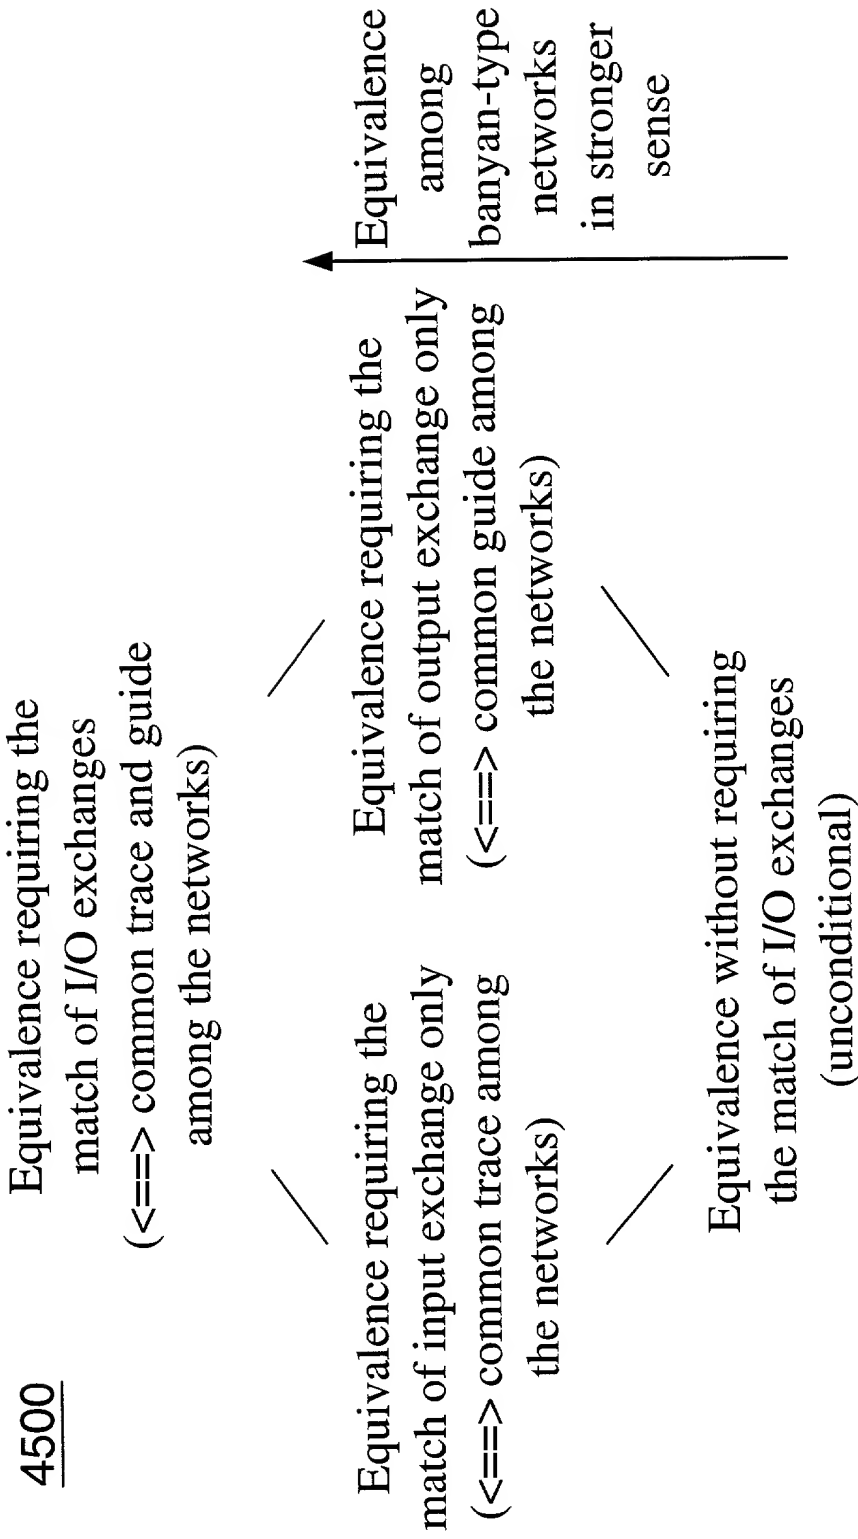 4500
Equivalence requiring the
match of I/O exchanges
(<==> common trace and guide
among the networks)
Equivalence requiring the
match of input exchange only
(<==> common trace among
the networks)
Equivalence requiring the
match of output exchange only
(<==> common guide among
the networks)
Equivalence without requiring
the match of I/O exchanges
(unconditional)
Equivalence
among
banyan-type
networks
in stronger
sense